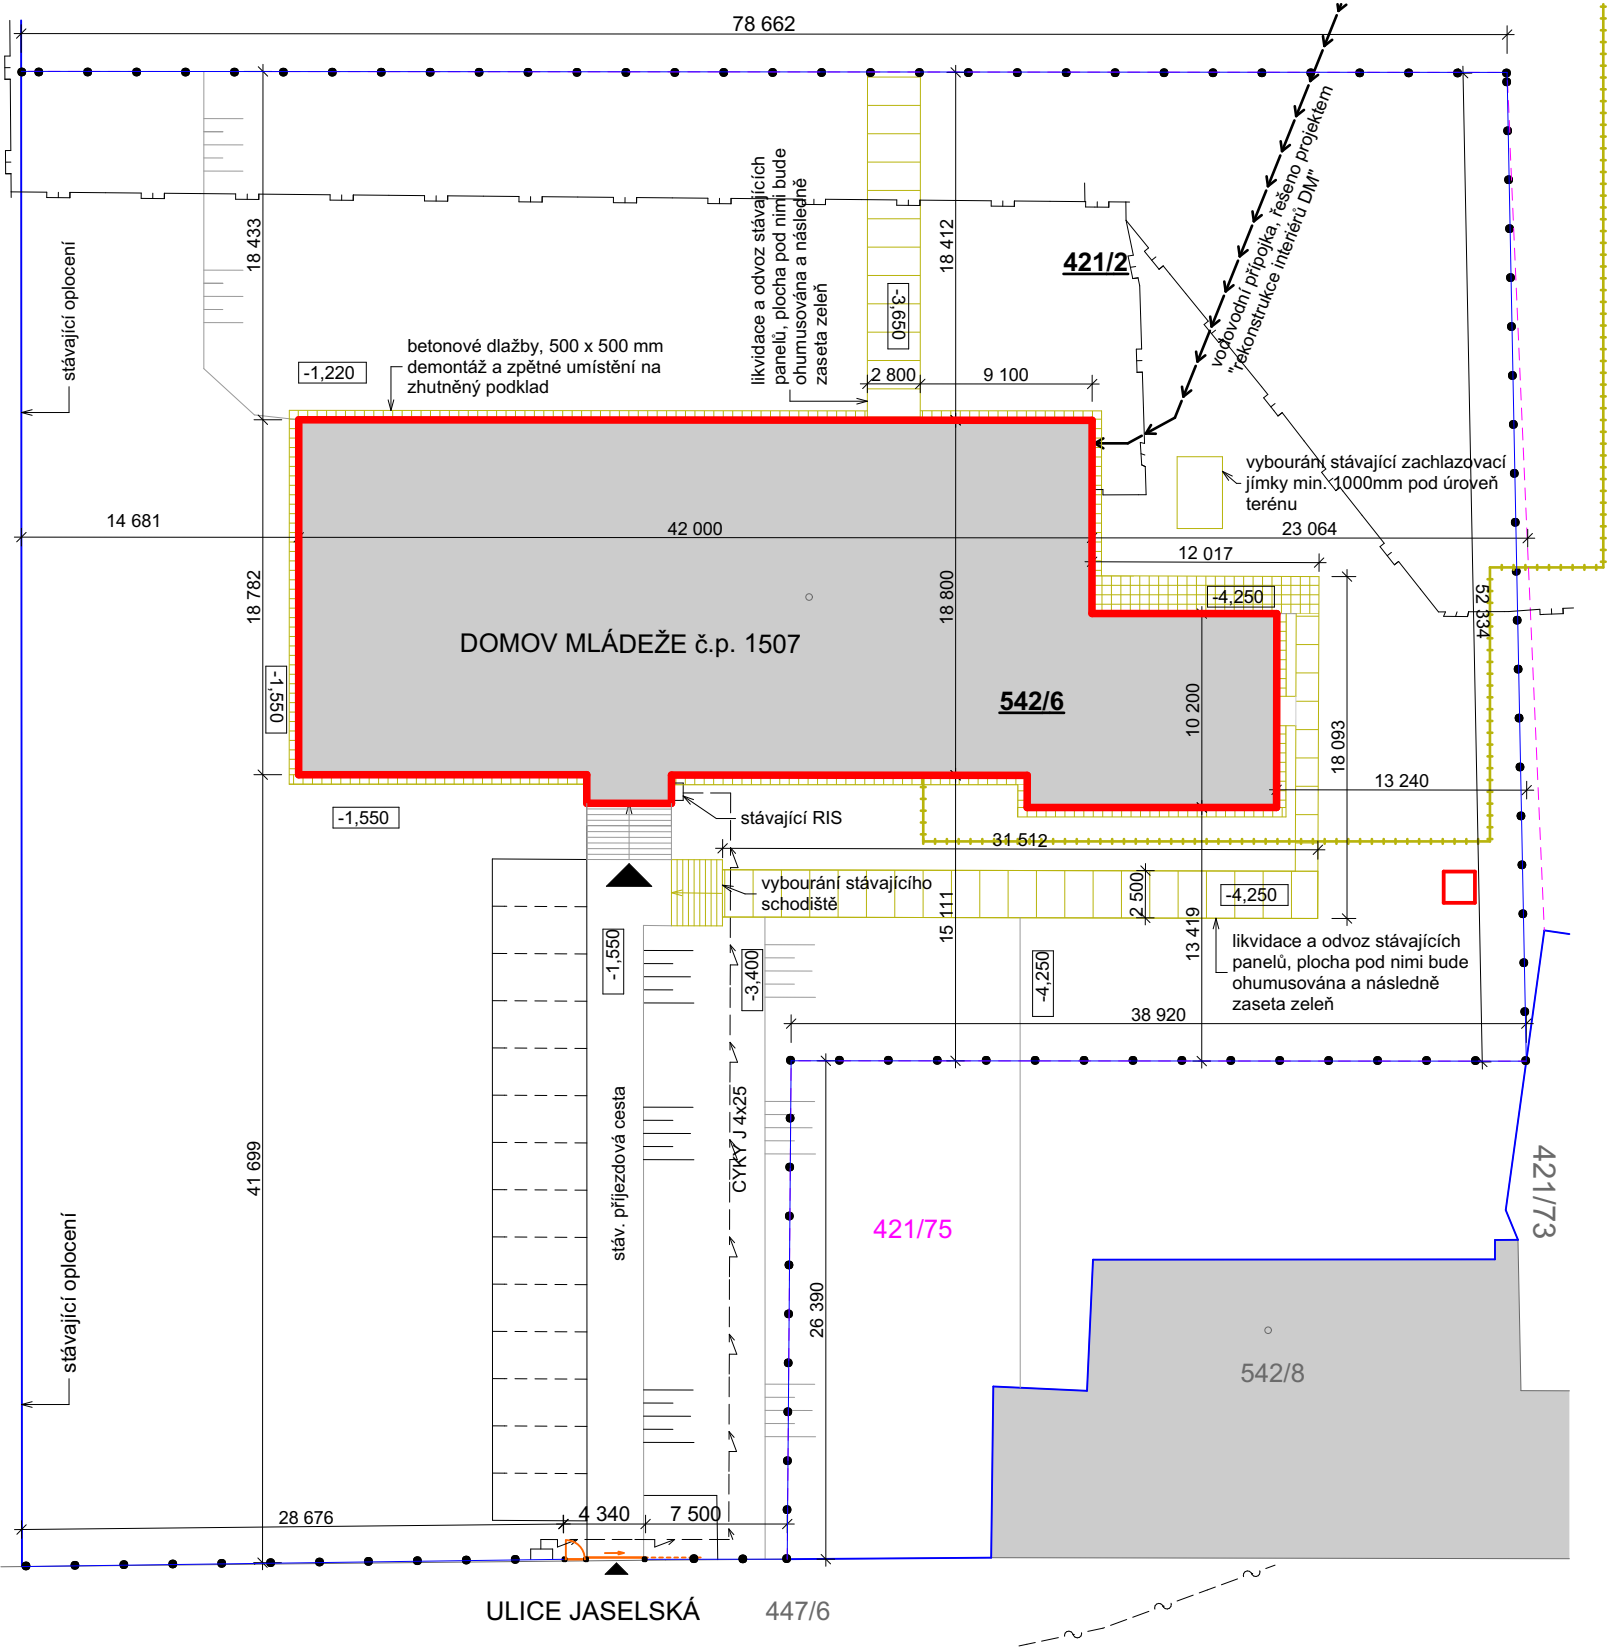 78 662
stávající oplocení
18 433
likvidace a odvoz stávajících
panelů, plocha pod nimi bude
ohumusována a následně
zaseta zeleň
-3,650
18 412
421/2
vodovodní přípojka, řešeno projektem
"rekonstrukce interiérů DM"
-1,220
betonové dlažby, 500 x 500 mm
demontáž a zpětné umístění na
zhutněný podklad
2 800
9 100
vybourání stávající zachlazovací
jímky min. 1000mm pod úroveň
terénu
14 681
42 000
23 064
12 017
18 782
18 800
-4,250
52 334
DOMOV MLÁDEŽE č.p. 1507
542/6
-1,550
10 200
18 093
13 240
-1,550
stávající RIS
31 512
vybourání stávajícího
schodiště
2 500
-4,250
15 111
13 419
-1,550
-3,400
-4,250
likvidace a odvoz stávajících
panelů, plocha pod nimi bude
ohumusována a následně
zaseta zeleň
38 920
41 699
stáv. příjezdová cesta
CYKY J 4x25
421/73
421/75
stávající oplocení
26 390
542/8
28 676
4 340
7 500
ULICE JASELSKÁ
447/6